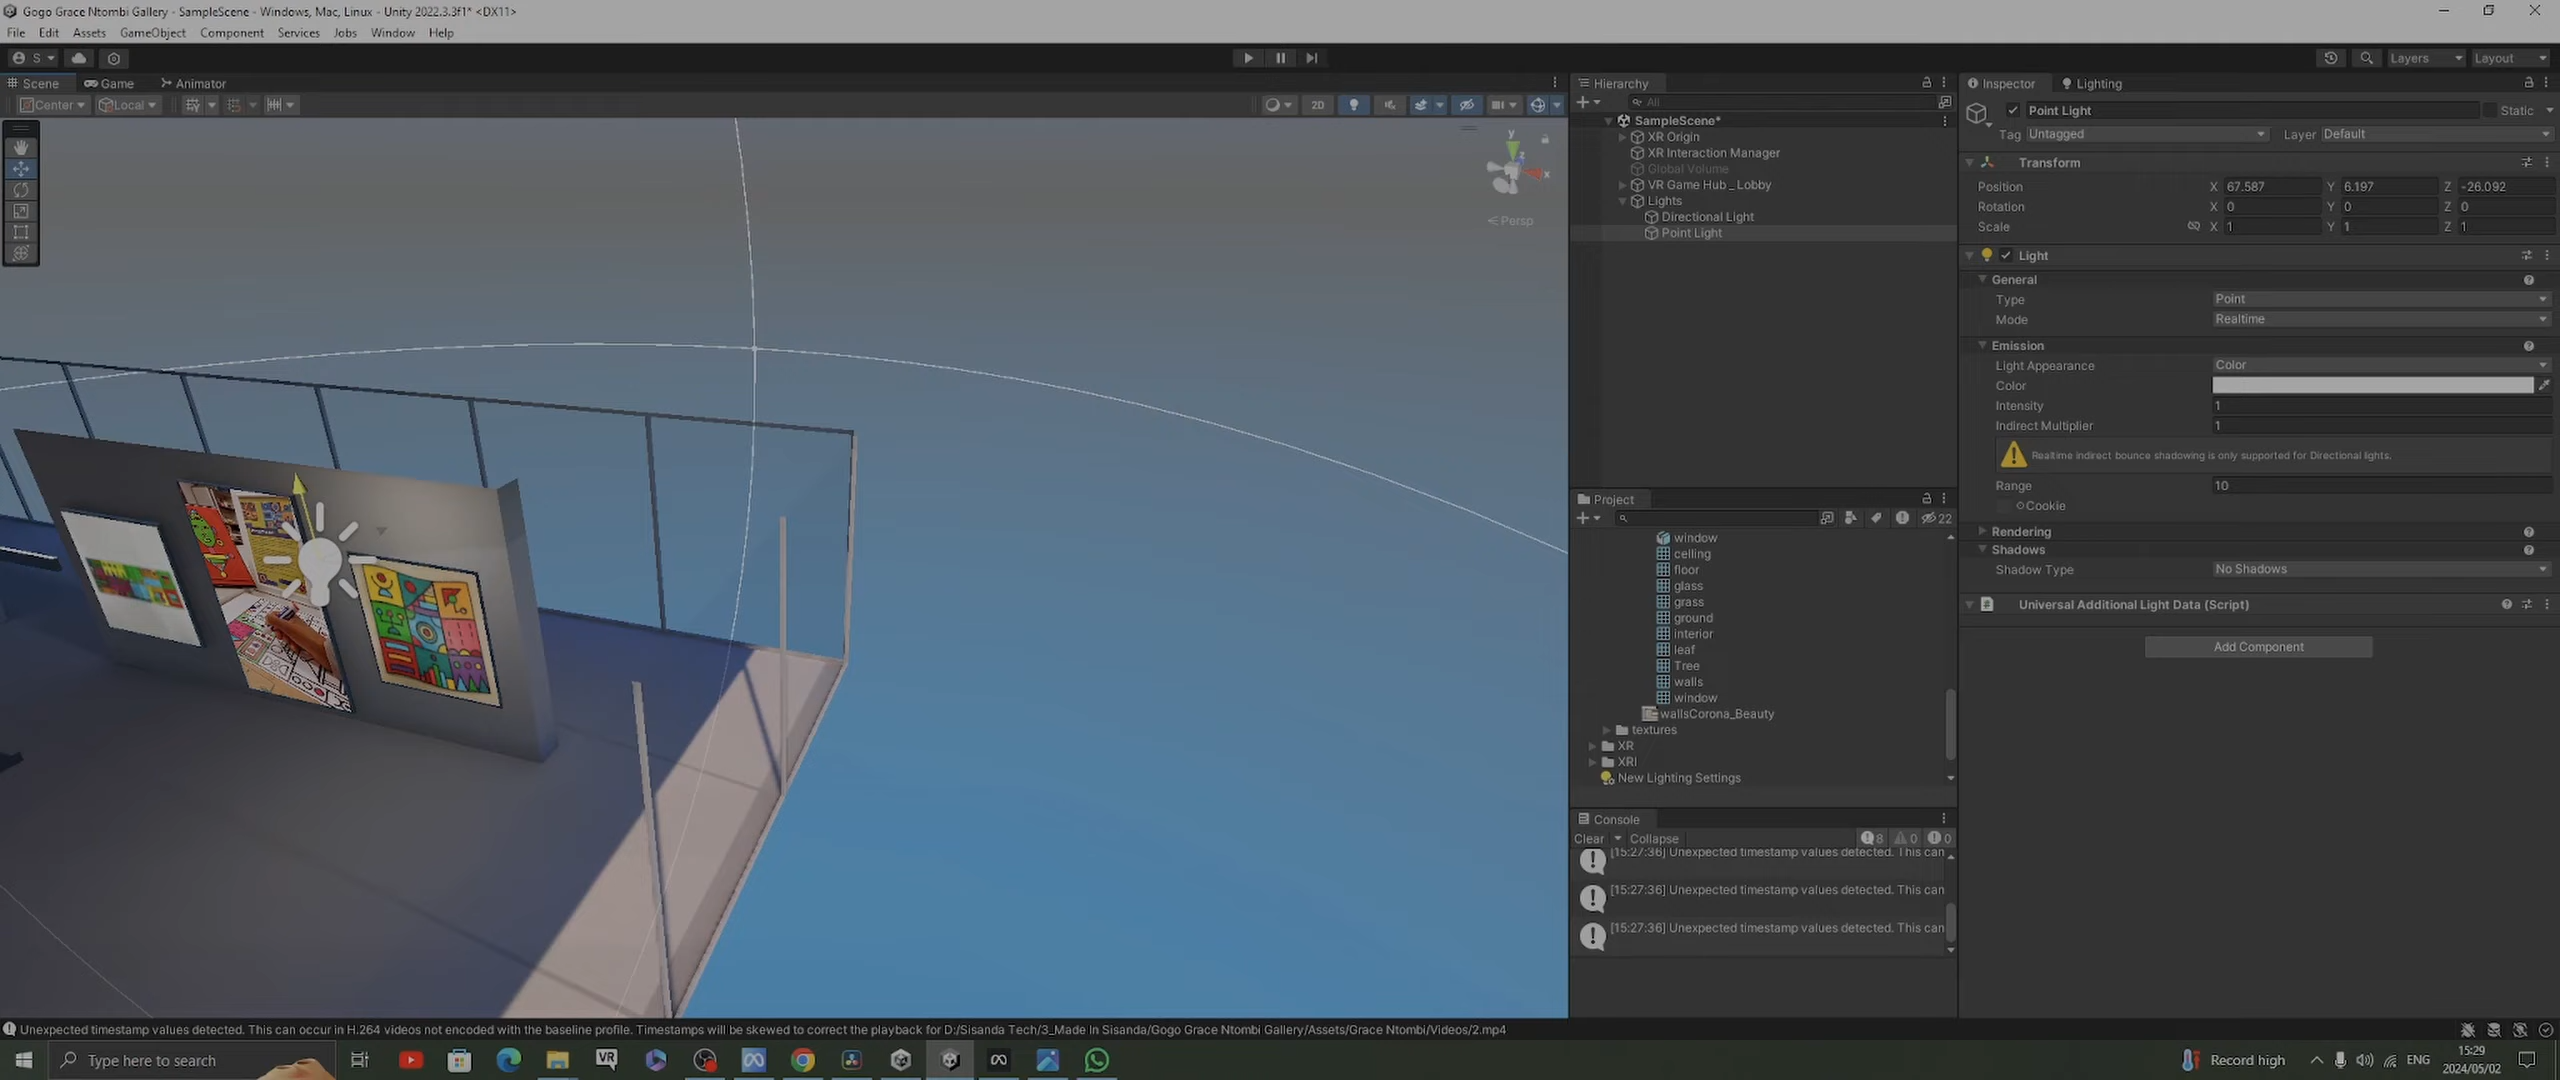 Gogo Grace Ntombi Gallery - SampleScene - Windows, Mac, Linux - Unity 2022.3.3f1* <DX11>
File Edit Assets GameObject Component Services Jobs Window Help
S
Layers Layout
Scene Game Animator
Center Local
2D
y
z
x
Persp
Hierarchy
All
SampleScene*
XR Origin
XR Interaction Manager
Global Volume
VR Game Hub _ Lobby
Lights
Directional Light
Point Light
Project
22
window
celling
floor
glass
grass
ground
interior
leaf
Tree
walls
window
wallsCorona_Beauty
textures
XR
XRI
New Lighting Settings
Console
Clear Collapse 8 0 0
[15:27:36] Unexpected timestamp values detected. This can
[15:27:36] Unexpected timestamp values detected. This can
[15:27:36] Unexpected timestamp values detected. This can
Inspector Lighting
Point Light Static
Tag Untagged Layer Default
Transform
Position X 67.587 Y 6.197 Z -26.092
Rotation X 0 Y 0 Z 0
Scale X 1 Y 1 Z 1
Light
General
Type Point
Mode Realtime
Emission
Light Appearance Color
Color
Intensity 1
Indirect Multiplier 1
Realtime indirect bounce shadowing is only supported for Directional lights.
Range 10
Cookie
Rendering
Shadows
Shadow Type No Shadows
Universal Additional Light Data (Script)
Add Component
Unexpected timestamp values detected. This can occur in H.264 videos not encoded with the baseline profile. Timestamps will be skewed to correct the playback for D:/Sisanda Tech/3_Made In Sisanda/Gogo Grace Ntombi Gallery/Assets/Grace Ntombi/Videos/2.mp4
Type here to search
VR
Record high
ENG
15:29
2024/05/02